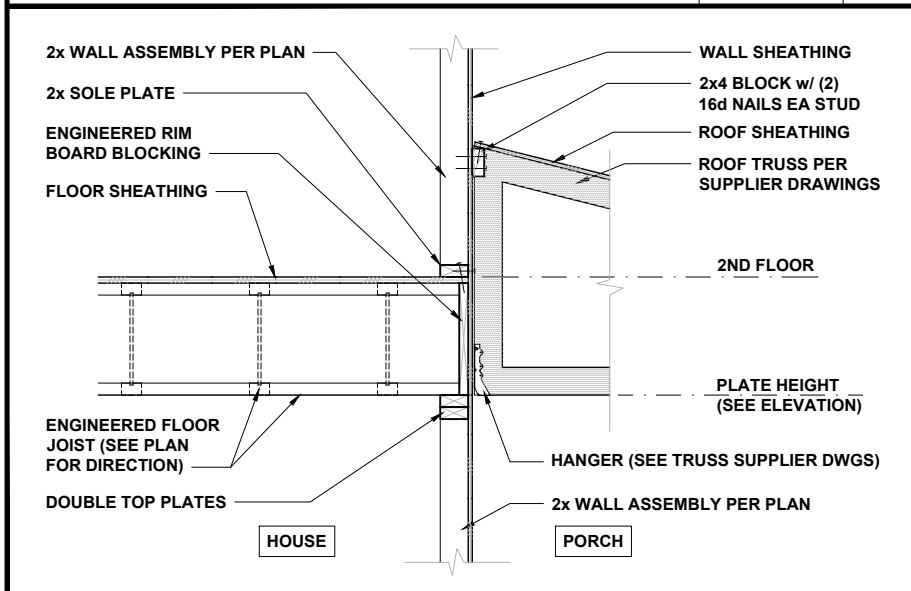 2x WALL ASSEMBLY PER PLAN
2x SOLE PLATE
ENGINEERED RIM
BOARD BLOCKING
FLOOR SHEATHING
ENGINEERED FLOOR
JOIST (SEE PLAN
FOR DIRECTION)
DOUBLE TOP PLATES
HOUSE
WALL SHEATHING
2x4 BLOCK w/ (2)
16d NAILS EA STUD
ROOF SHEATHING
ROOF TRUSS PER
SUPPLIER DRAWINGS
2ND FLOOR
PLATE HEIGHT
(SEE ELEVATION)
HANGER (SEE TRUSS SUPPLIER DWGS)
2x WALL ASSEMBLY PER PLAN
PORCH